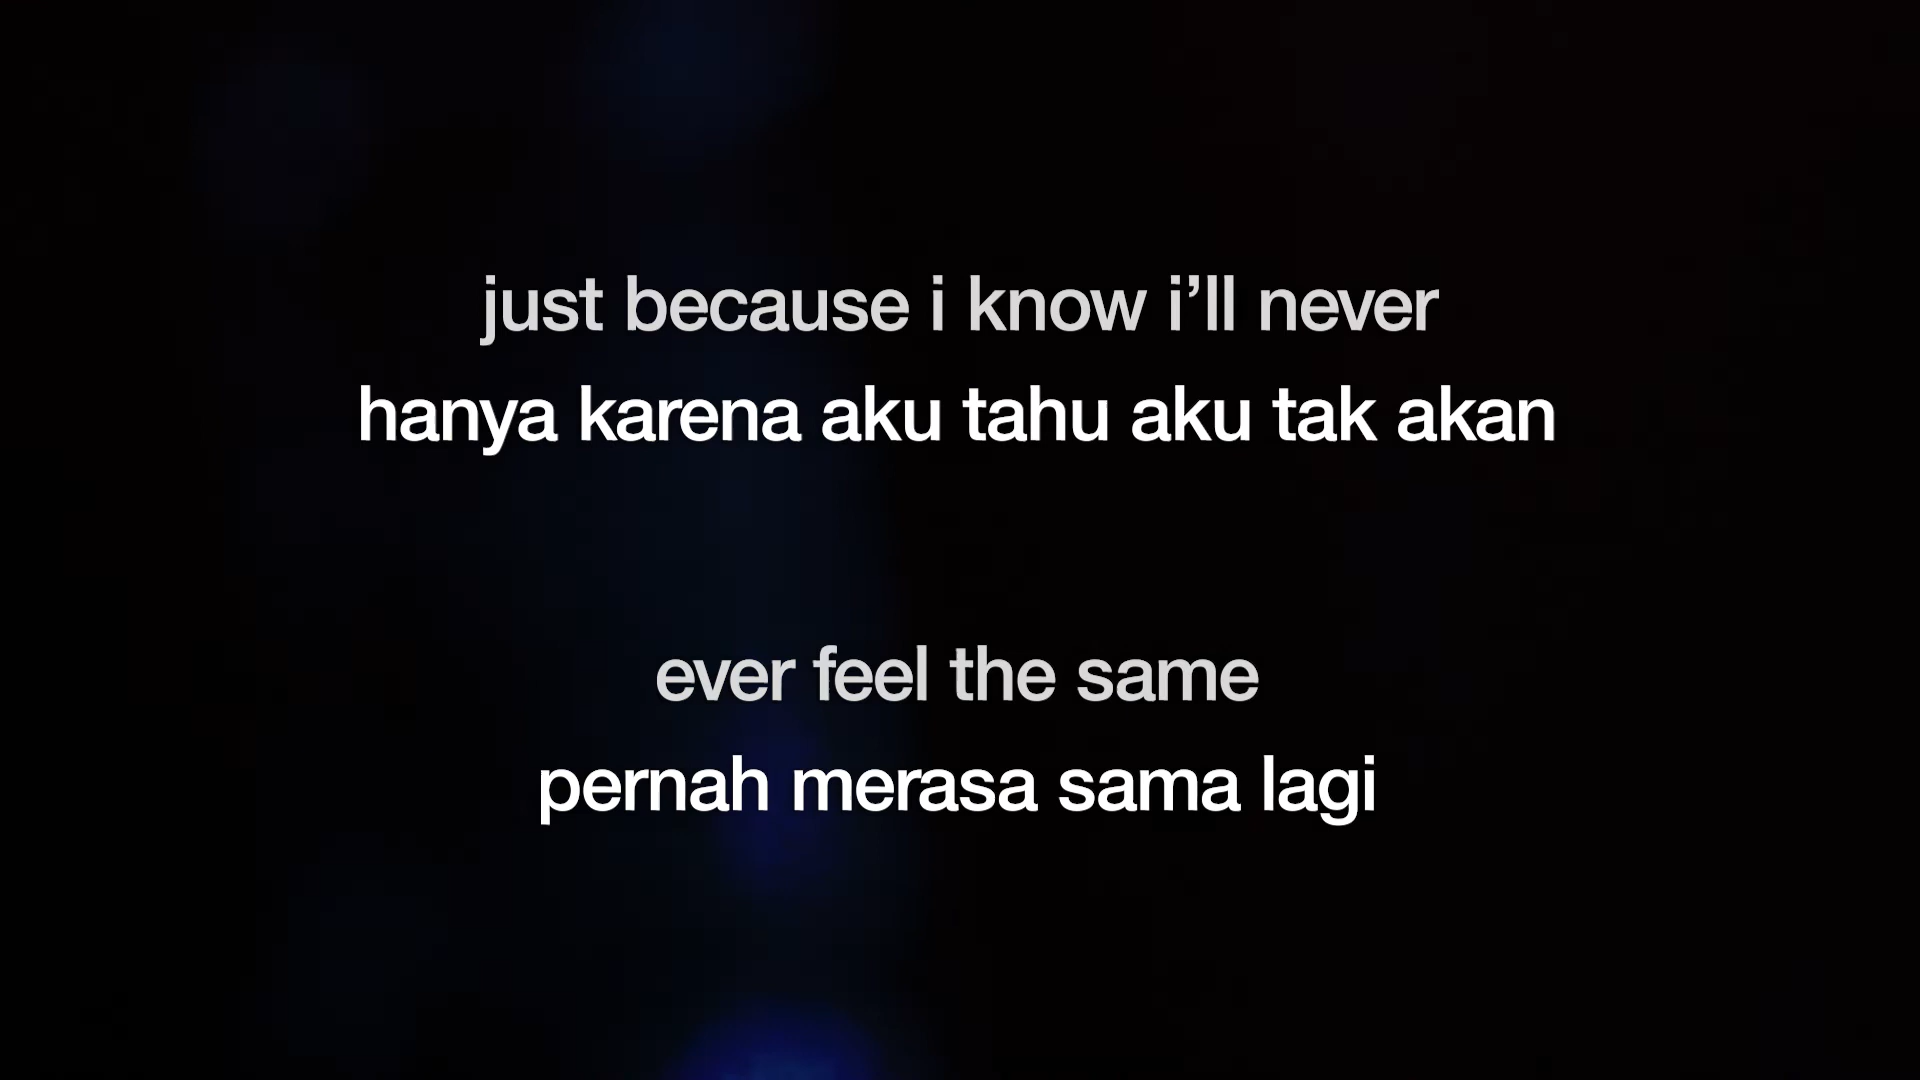 just because i know i’ll never
hanya karena aku tahu aku tak akan
ever feel the same
pernah merasa sama lagi